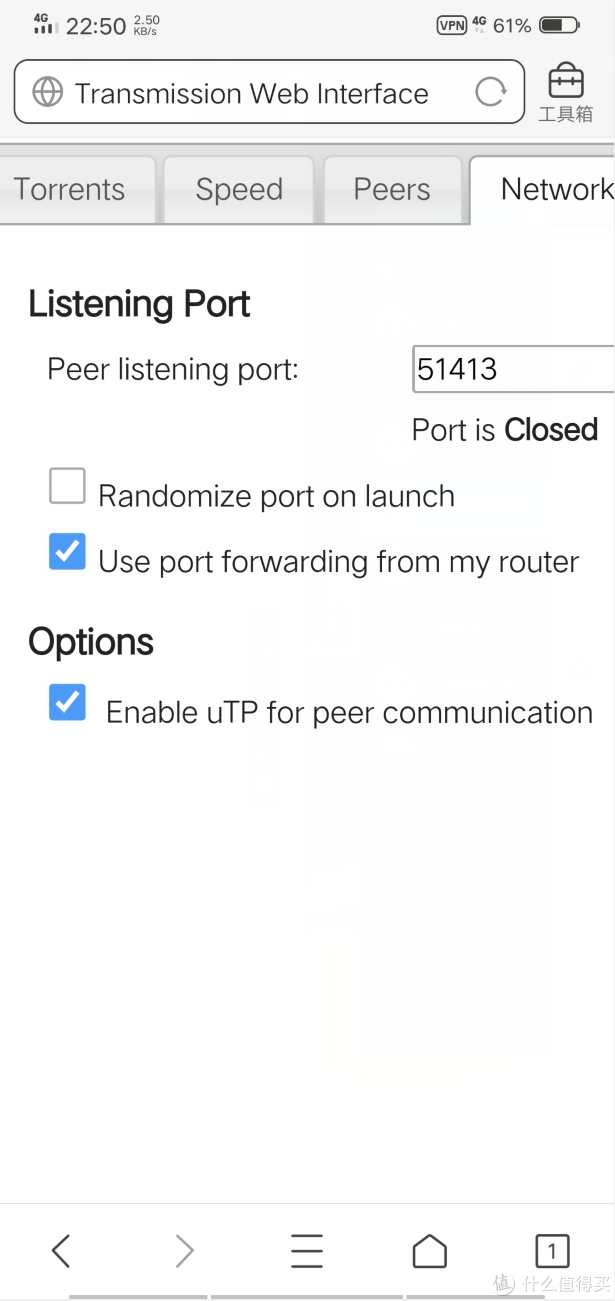 4G 22:50 2.50 KB/s VPN 4G 61%
Transmission Web Interface
工具箱
Torrents Speed Peers Network
Listening Port
Peer listening port: 51413
Port is Closed
Randomize port on launch
Use port forwarding from my router
Options
Enable uTP for peer communication
1
值 什么值得买